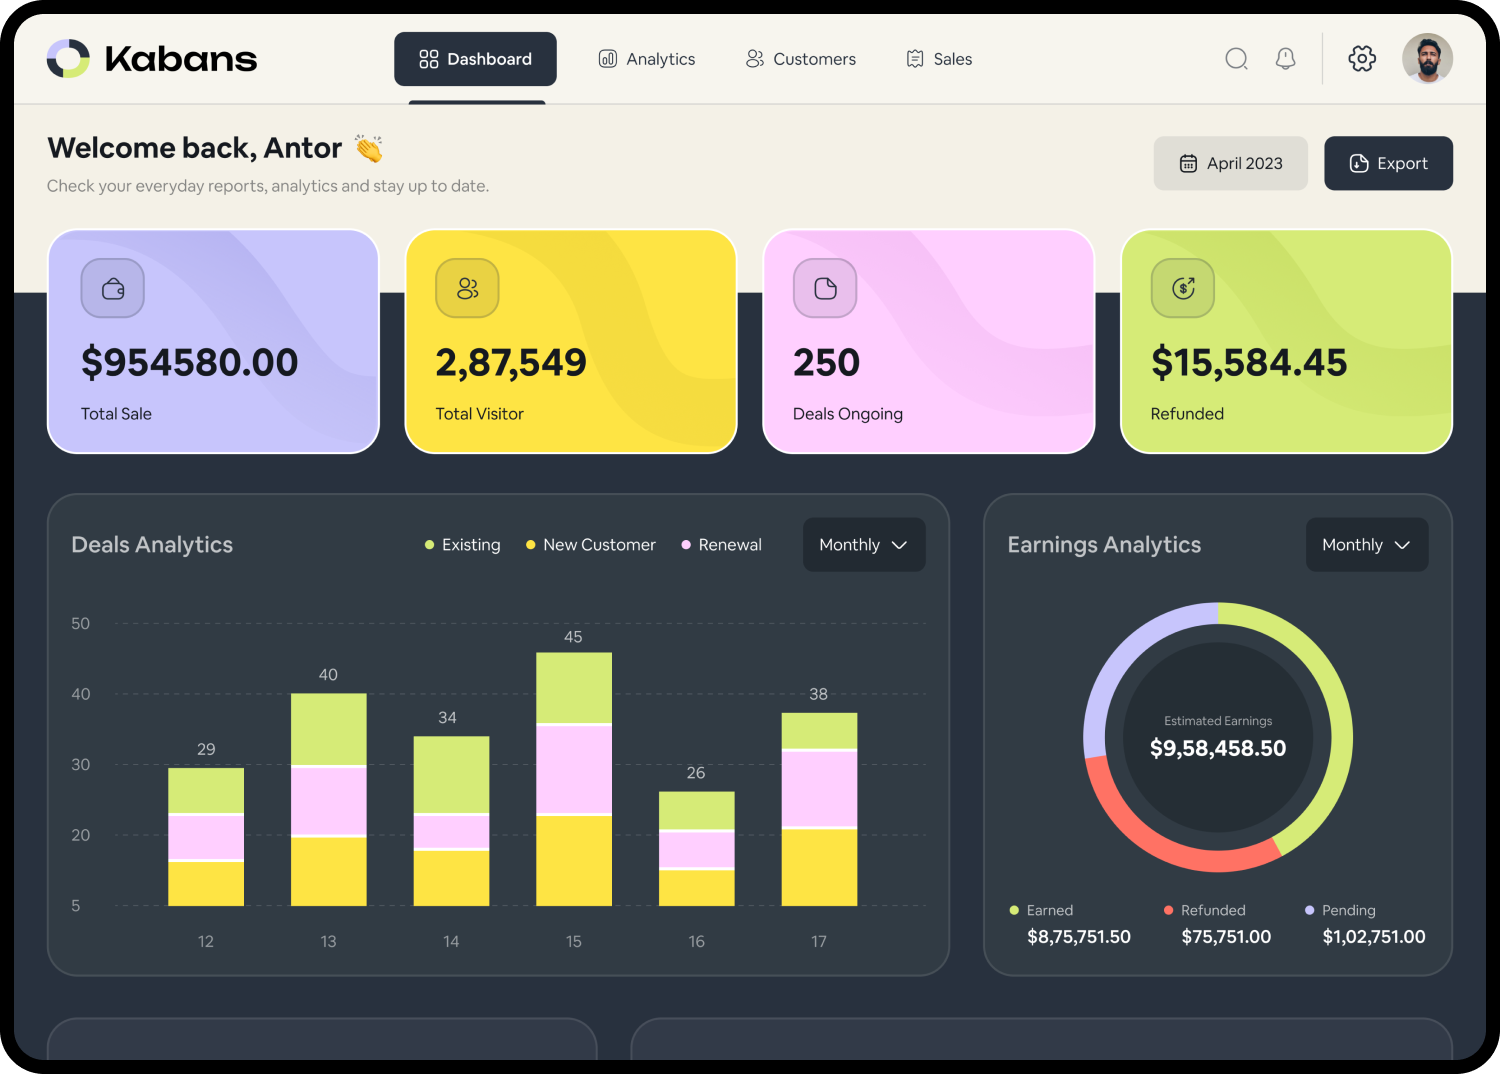 Kabans
Dashboard
Analytics
Customers
Sales
Welcome back, Antor
Check your everyday reports, analytics and stay up to date.
April 2023
Export
$954580.00
Total Sale
2,87,549
Total Visitor
250
Deals Ongoing
$15,584.45
Refunded
Deals Analytics
Existing
New Customer
Renewal
Monthly
50
40
30
20
5
29
40
34
45
26
38
12
13
14
15
16
17
Earnings Analytics
Monthly
Estimated Earnings
$9,58,458.50
Earned
$8,75,751.50
Refunded
$75,751.00
Pending
$1,02,751.00